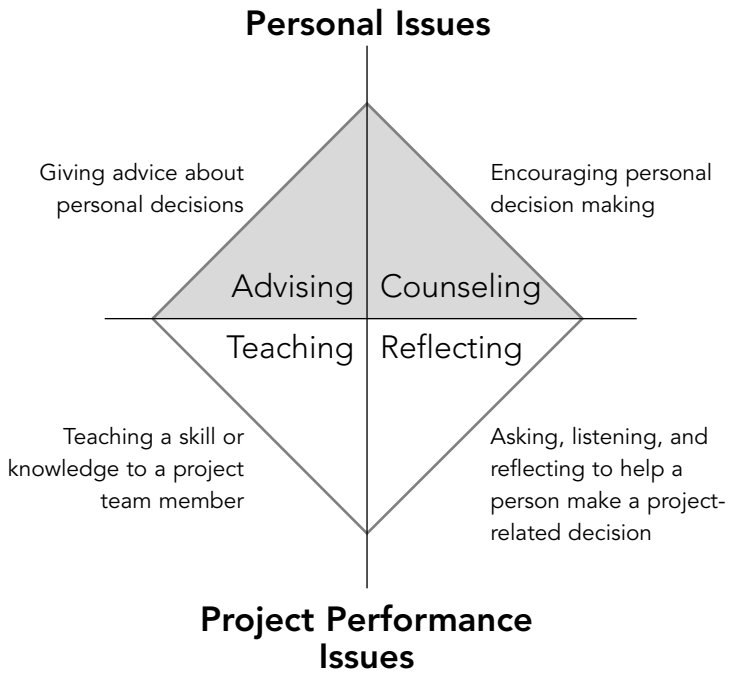 Personal Issues
Giving advice about
personal decisions
Encouraging personal
decision making
Advising
Counseling
Teaching
Reflecting
Teaching a skill or
knowledge to a project
team member
Asking, listening, and
reflecting to help a
person make a project-
related decision
Project Performance
Issues